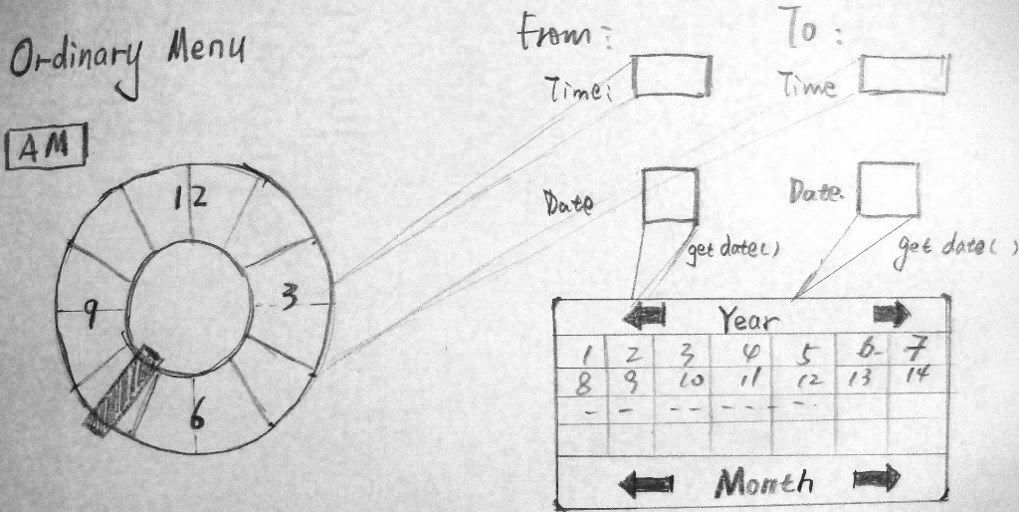 Ordinary Menu
AM
12
3
6
9
From:
Time:
Date
get date()
To:
Time
Date.
get date()
Year
1 2 3 4 5 6 7
8 9 10 11 12 13 14
- - -- -- - -
Month